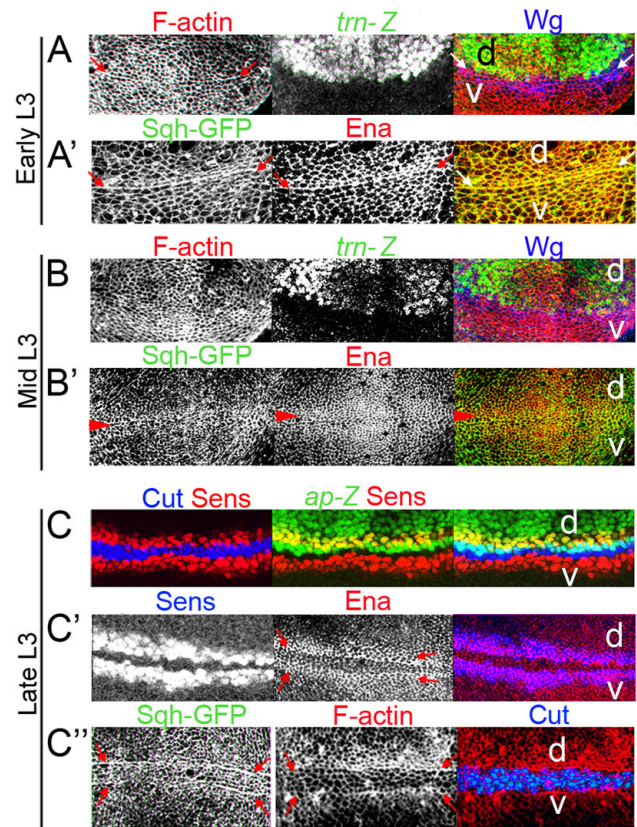 Early L3
A
F-actin trn-Z Wg
d
v
A'
Sqh-GFP Ena
d
v
Mid L3
B
F-actin trn-Z Wg
d
v
B'
Sqh-GFP Ena
d
v
Late L3
C
Cut Sens ap-Z Sens
d
v
C'
Sens Ena
d
v
C''
Sqh-GFP F-actin Cut
d
v